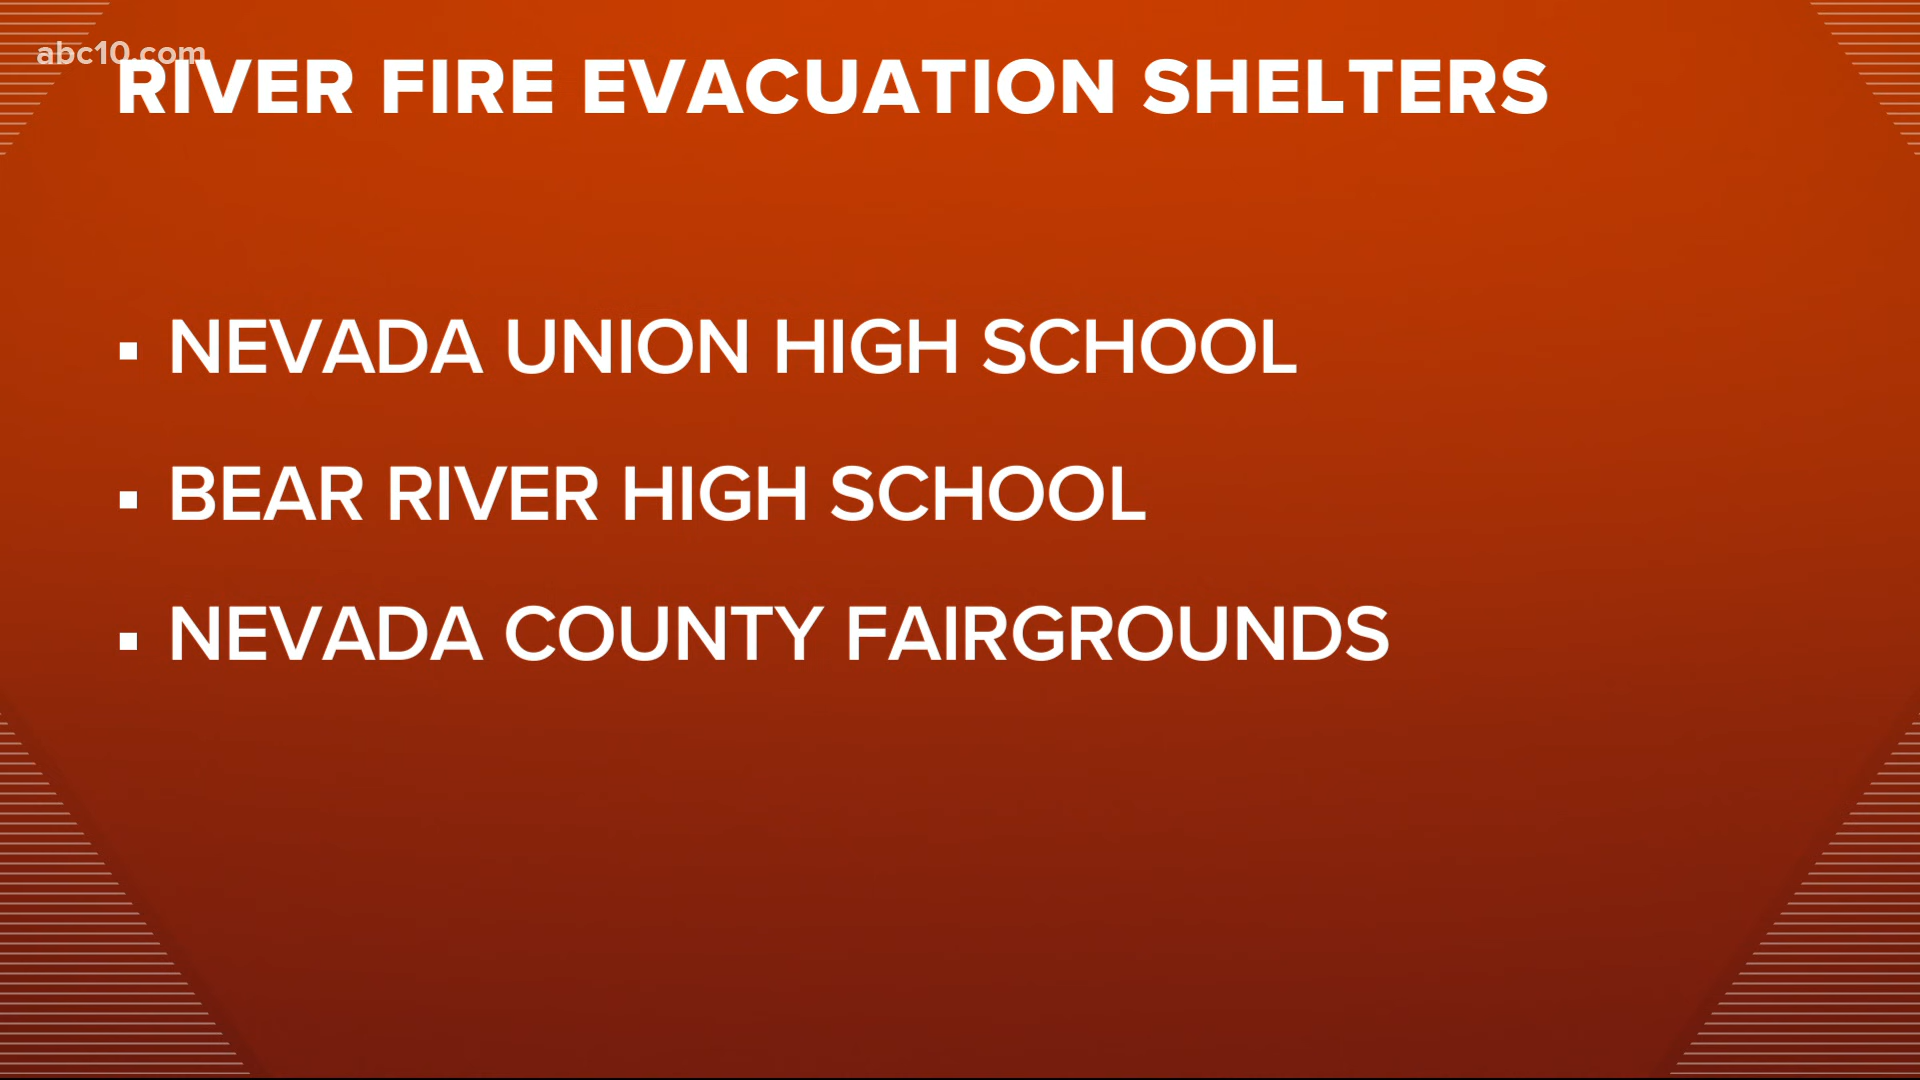 abc10.com
RIVER FIRE EVACUATION SHELTERS
▪ NEVADA UNION HIGH SCHOOL
▪ BEAR RIVER HIGH SCHOOL
▪ NEVADA COUNTY FAIRGROUNDS